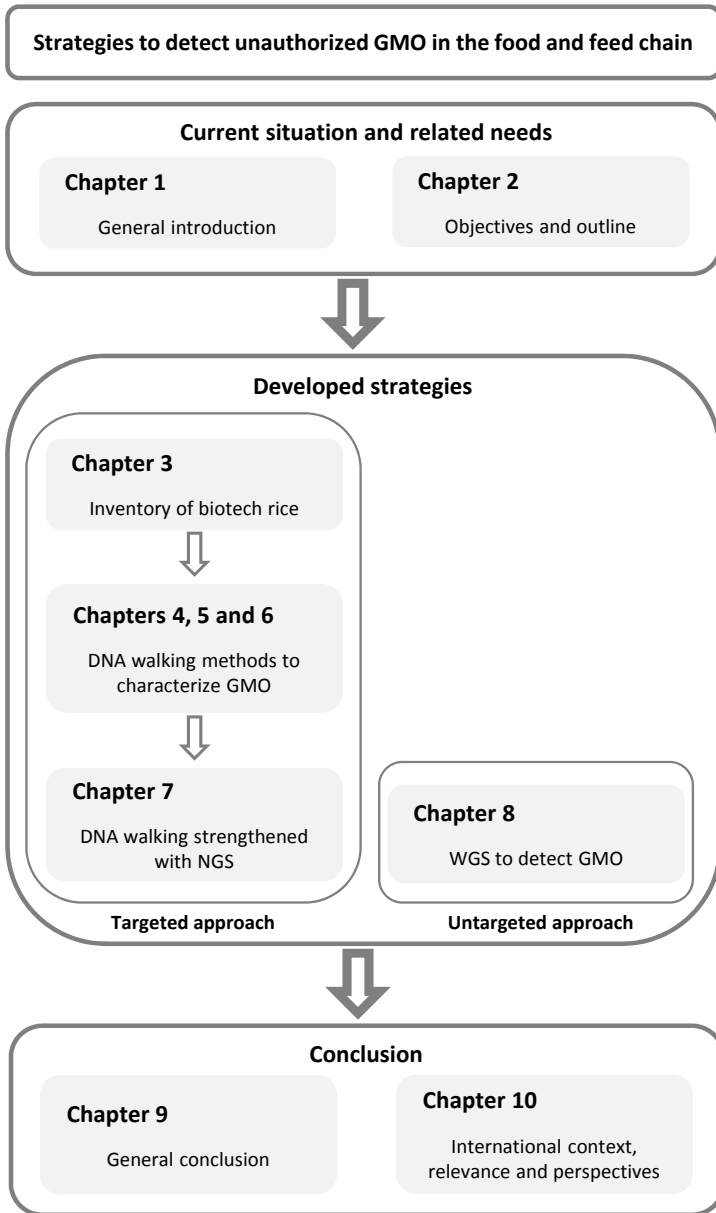 Strategies to detect unauthorized GMO in the food and feed chain
Current situation and related needs
Chapter 1
General introduction
Chapter 2
Objectives and outline
Developed strategies
Chapter 3
Inventory of biotech rice
Chapters 4, 5 and 6
DNA walking methods to
characterize GMO
Chapter 7
DNA walking strengthened
with NGS
Targeted approach
Chapter 8
WGS to detect GMO
Untargeted approach
Conclusion
Chapter 9
General conclusion
Chapter 10
International context,
relevance and perspectives